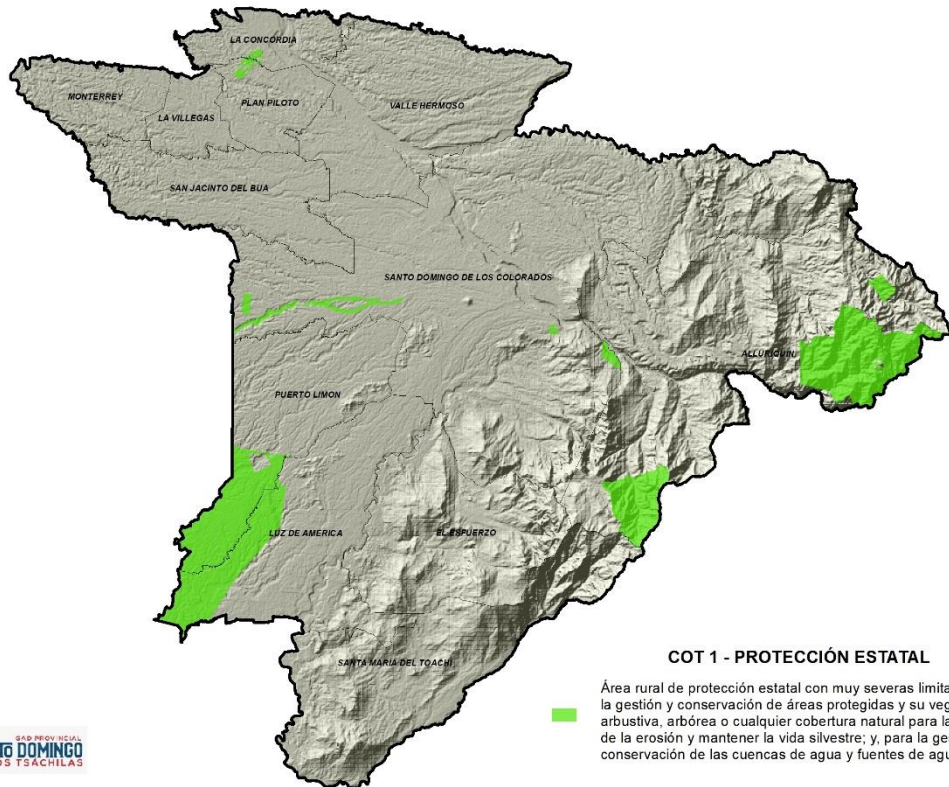 LA CONCORDIA
MONTERREY
PLAN PILOTO
VALLE HERMOSO
LA VILLEGAS
SAN JACINTO DEL BUA
SANTO DOMINGO DE LOS COLORADOS
ALLURIQUIN
PUERTO LIMON
LUZ DE AMERICA
EL ESFUERZO
SANTA MARIA DEL TOACHI
COT 1 - PROTECCIÓN ESTATAL
Área rural de protección estatal con muy severas limita
la gestión y conservación de áreas protegidas y su veg
arbustiva, arbórea o cualquier cobertura natural para la
de la erosión y mantener la vida silvestre; y, para la ges
conservación de las cuencas de agua y fuentes de agu
GAD PROVINCIAL
TO DOMINGO
OS TSÁCHILAS